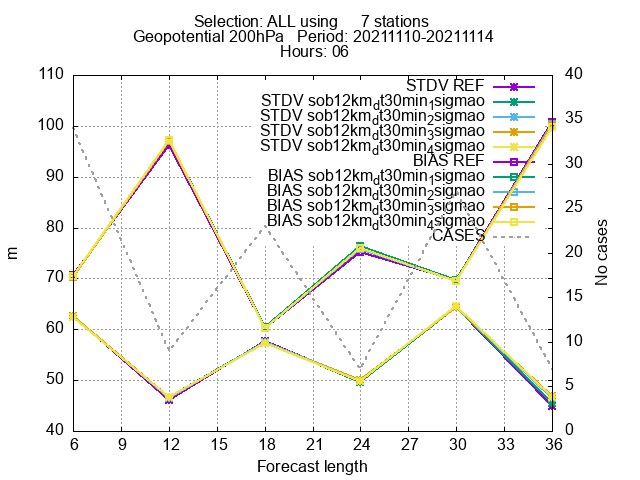 Selection: ALL using 7 stations
Geopotential 200hPa Period: 20211110-20211114
Hours: 06
110
100
90
80
70
60
50
40
m
40
35
30
25
20
15
10
5
0
No cases
STDV REF
STDV sob12km_dt30min_1sigmao
STDV sob12km_dt30min_2sigmao
STDV sob12km_dt30min_3sigmao
STDV sob12km_dt30min_4sigmao
BIAS REF
BIAS sob12km_dt30min_1sigmao
BIAS sob12km_dt30min_2sigmao
BIAS sob12km_dt30min_3sigmao
BIAS sob12km_dt30min_4sigmao
CASES
6 9 12 15 18 21 24 27 30 33 36
Forecast length